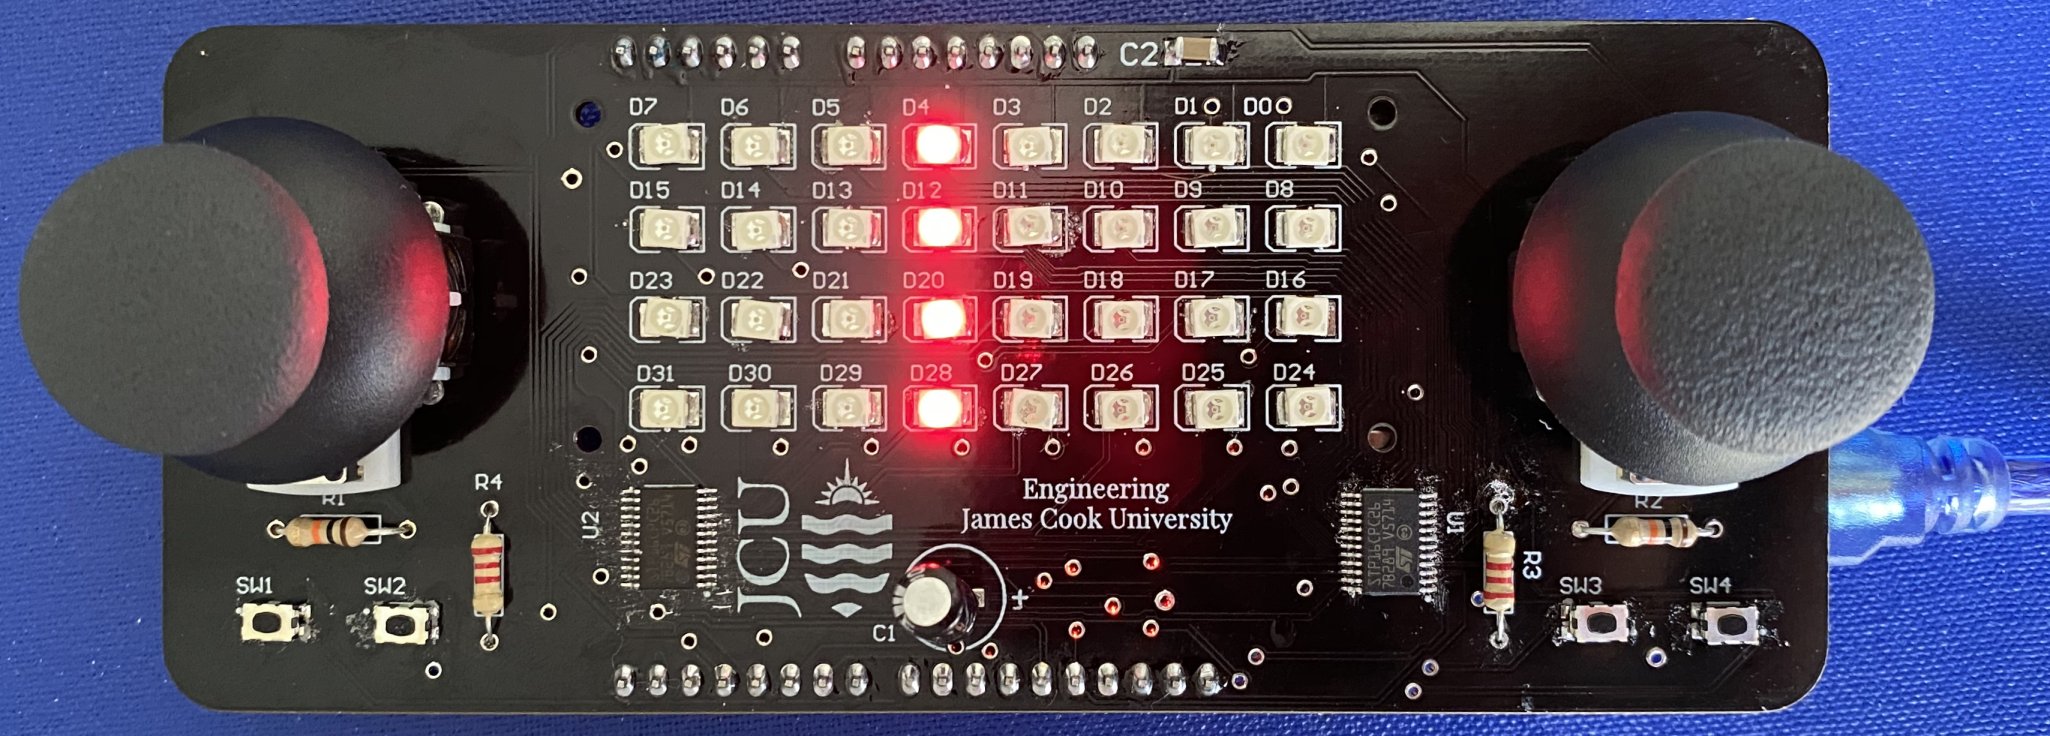 C2
D7 D6 D5 D4 D3 D2 D1 D0
D15 D14 D13 D12 D11 D10 D9 D8
D23 D22 D21 D20 D19 D18 D17 D16
D31 D30 D29 D28 D27 D26 D25 D24
R1
R4
U2
JCU
Engineering
James Cook University
C1
+
U1
R3
R2
SW1 SW2
SW3 SW4